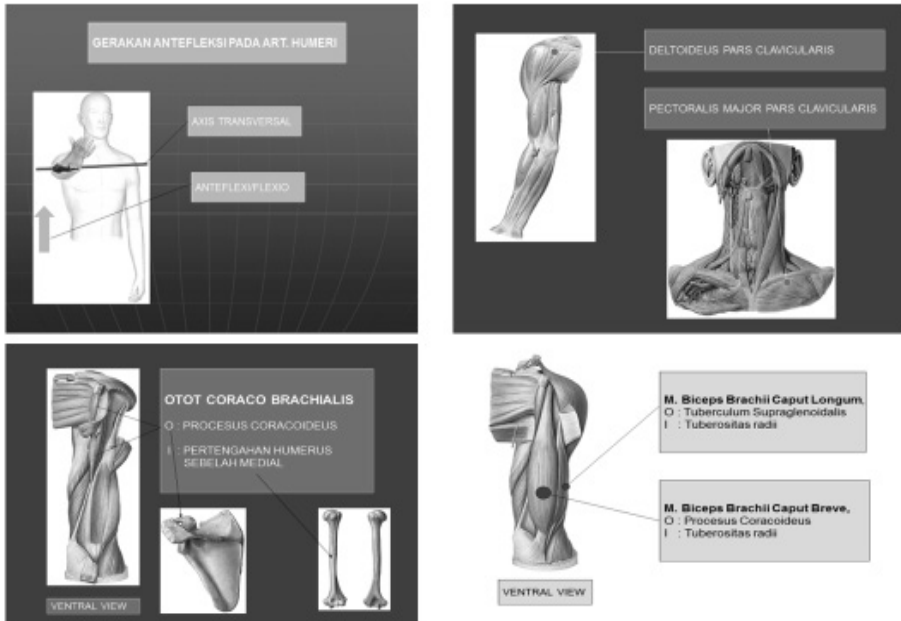 GERAKAN ANTEFLEKSI PADA ART. HUMERI
AXIS TRANSVERSAL
ANTEFLEXI/FLEXIO
DELTOIDEUS PARS CLAVICULARIS
PECTORALIS MAJOR PARS CLAVICULARIS
OTOT CORACO BRACHIALIS
O : PROCESUS CORACOIDEUS
I : PERTENGAHAN HUMERUS
SEBELAH MEDIAL
VENTRAL VIEW
M. Biceps Brachii Caput Longum,
O : Tuberculum Supraglenoidalis
I : Tuberositas radii
M. Biceps Brachii Caput Breve,
O : Procesus Coracoideus
I : Tuberositas radii
VENTRAL VIEW